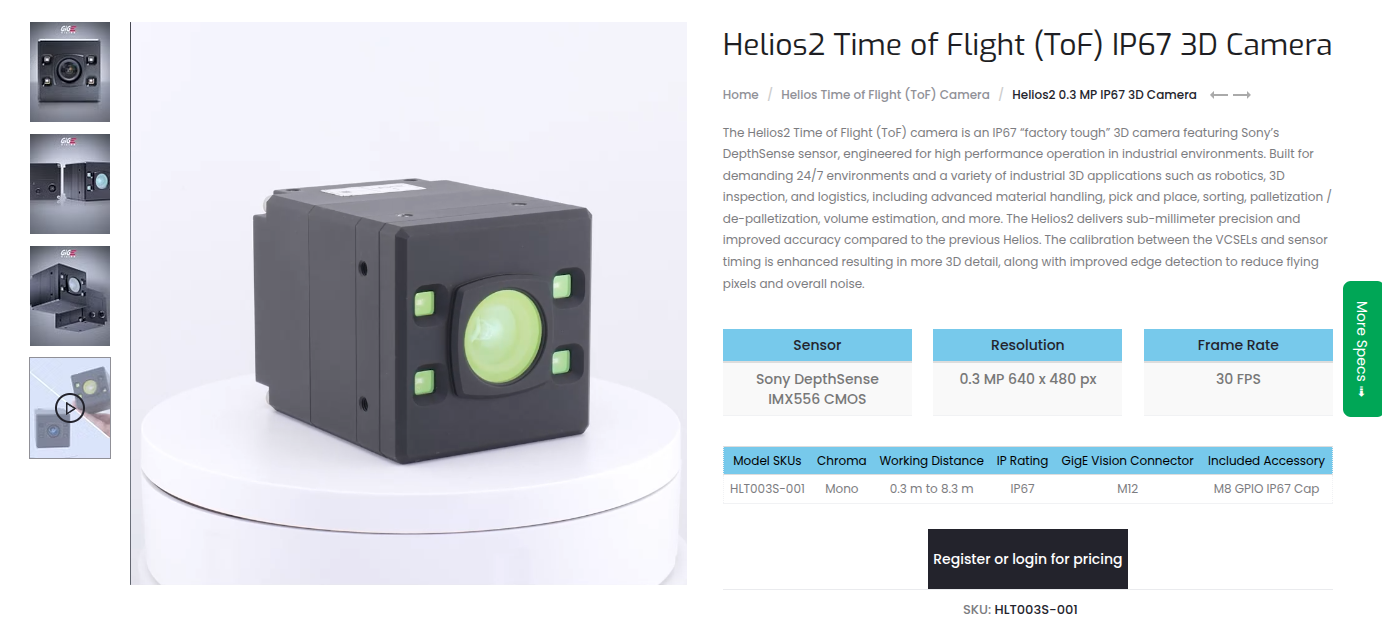 GigE
GigE
GigE
Helios2 Time of Flight (ToF) IP67 3D Camera
Home / Helios Time of Flight (ToF) Camera / Helios2 0.3 MP IP67 3D Camera
The Helios2 Time of Flight (ToF) camera is an IP67 “factory tough” 3D camera featuring Sony’s
DepthSense sensor, engineered for high performance operation in industrial environments. Built for
demanding 24/7 environments and a variety of industrial 3D applications such as robotics, 3D
inspection, and logistics, including advanced material handling, pick and place, sorting, palletization /
de-palletization, volume estimation, and more. The Helios2 delivers sub-millimeter precision and
improved accuracy compared to the previous Helios. The calibration between the VCSELs and sensor
timing is enhanced resulting in more 3D detail, along with improved edge detection to reduce flying
pixels and overall noise.
More Specs ➟
Sensor Resolution Frame Rate
Sony DepthSense 0.3 MP 640 x 480 px 30 FPS
IMX556 CMOS
Model SKUs Chroma Working Distance IP Rating GigE Vision Connector Included Accessory
HLT003S-001 Mono 0.3 m to 8.3 m IP67 M12 M8 GPIO IP67 Cap
Register or login for pricing
SKU: HLT003S-001